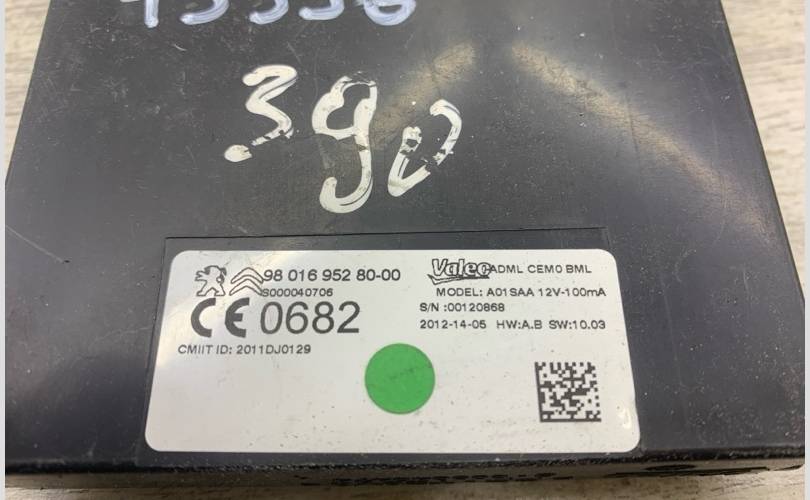 390
98 016 952 80-00
S000040706
CE 0682
CMIIT ID: 2011DJ0129
Valeo ADML CEM0 BML
MODEL: A01SAA 12V-100mA
S/N :00120868
2012-14-05 HW:A.B SW:10.03